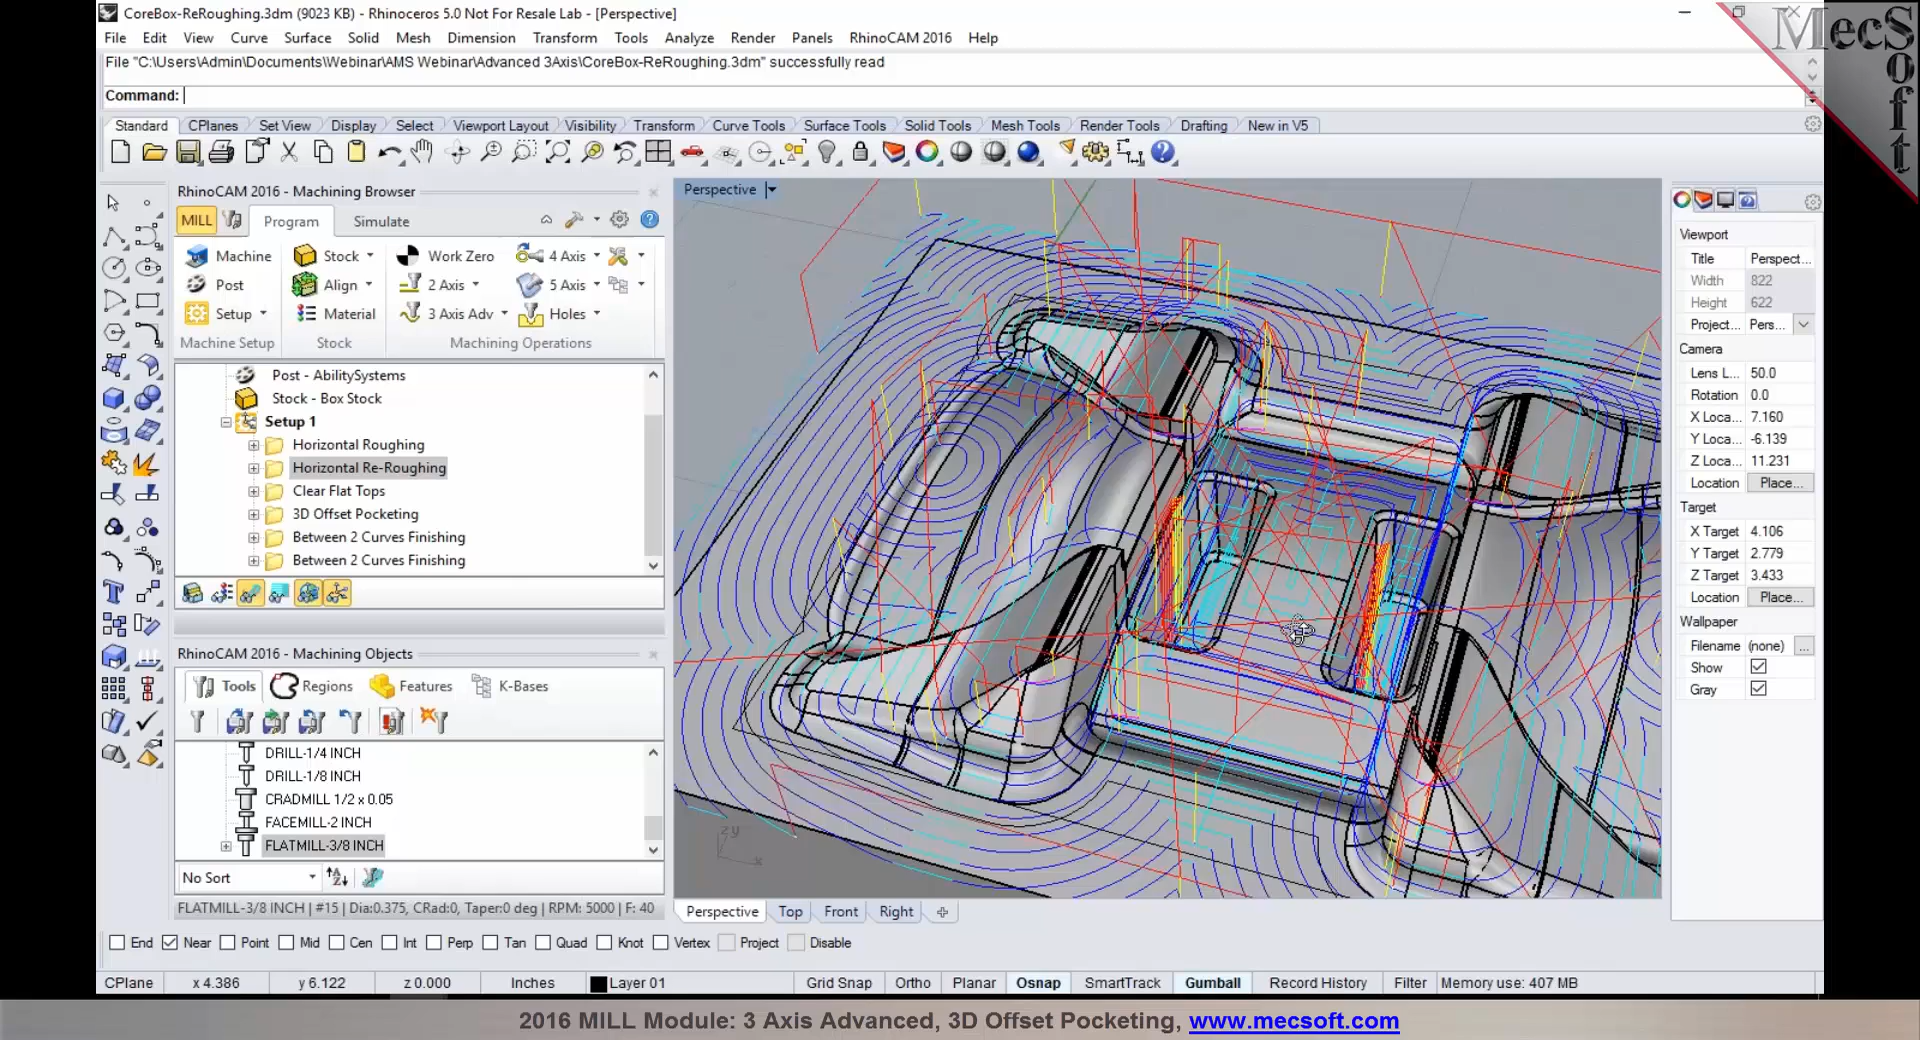 CoreBox-ReRoughing.3dm (9023 KB) - Rhinoceros 5.0 Not For Resale Lab - [Perspective]
MecSoft
File Edit View Curve Surface Solid Mesh Dimension Transform Tools Analyze Render Panels RhinoCAM 2016 Help
File "C:\Users\Admin\Documents\Webinar\AMS Webinar\Advanced 3Axis\CoreBox-ReRoughing.3dm" successfully read
Command:
Standard CPlanes Set View Display Select Viewport Layout Visibility Transform Curve Tools Surface Tools Solid Tools Mesh Tools Render Tools Drafting New in V5
RhinoCAM 2016 - Machining Browser
MILL Program Simulate
Machine Stock Work Zero 4 Axis
Post Align 2 Axis 5 Axis
Setup Material 3 Axis Adv Holes
Machine Setup Stock Machining Operations
Post - AbilitySystems
Stock - Box Stock
Setup 1
Horizontal Roughing
Horizontal Re-Roughing
Clear Flat Tops
3D Offset Pocketing
Between 2 Curves Finishing
Between 2 Curves Finishing
RhinoCAM 2016 - Machining Objects
Tools Regions Features K-Bases
DRILL-1/4 INCH
DRILL-1/8 INCH
CRADMILL 1/2 x 0.05
FACEMILL-2 INCH
FLATMILL-3/8 INCH
No Sort
FLATMILL-3/8 INCH | #15 | Dia:0.375, CRad:0, Taper:0 deg | RPM: 5000 | F: 40
Perspective
z y
x
Perspective Top Front Right
Viewport
Title Perspect...
Width 822
Height 622
Project... Pers...
Camera
Lens L... 50.0
Rotation 0.0
X Loca... 7.160
Y Loca... -6.139
Z Loca... 11.231
Location Place...
Target
X Target 4.106
Y Target 2.779
Z Target 3.433
Location Place...
Wallpaper
Filename (none) ...
Show
Gray
End Near Point Mid Cen Int Perp Tan Quad Knot Vertex Project Disable
CPlane x 4.386 y 6.122 z 0.000 Inches Layer 01 Grid Snap Ortho Planar Osnap SmartTrack Gumball Record History Filter Memory use: 407 MB
2016 MILL Module: 3 Axis Advanced, 3D Offset Pocketing, www.mecsoft.com